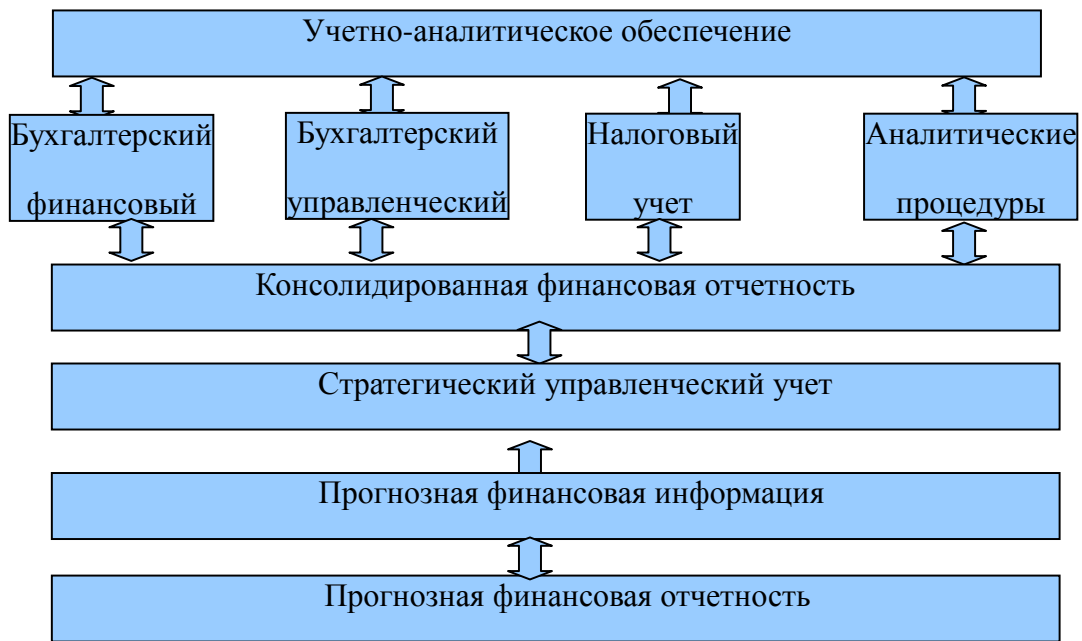 Учетно-аналитическое обеспечение
Бухгалтерский
финансовый
Бухгалтерский
управленческий
Налоговый
учет
Аналитические
процедуры
Консолидированная финансовая отчетность
Стратегический управленческий учет
Прогнозная финансовая информация
Прогнозная финансовая отчетность